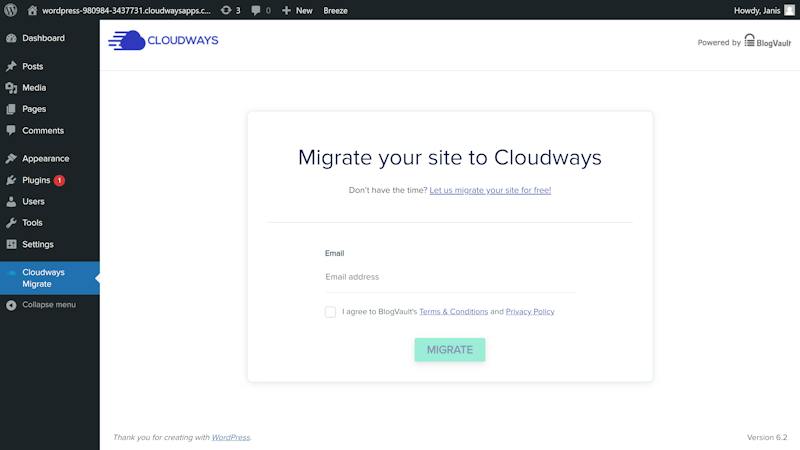 wordpress-980984-3437731.cloudwaysapps.c... 3 0 New Breeze Howdy, Janis
Dashboard
Posts
Media
Pages
Comments
Appearance
Plugins 1
Users
Tools
Settings
Cloudways
Migrate
Collapse menu
CLOUDWAYS
Powered by BlogVault
Migrate your site to Cloudways
Don't have the time? Let us migrate your site for free!
Email
Email address
I agree to BlogVault's Terms & Conditions and Privacy Policy
MIGRATE
Thank you for creating with WordPress.
Version 6.2